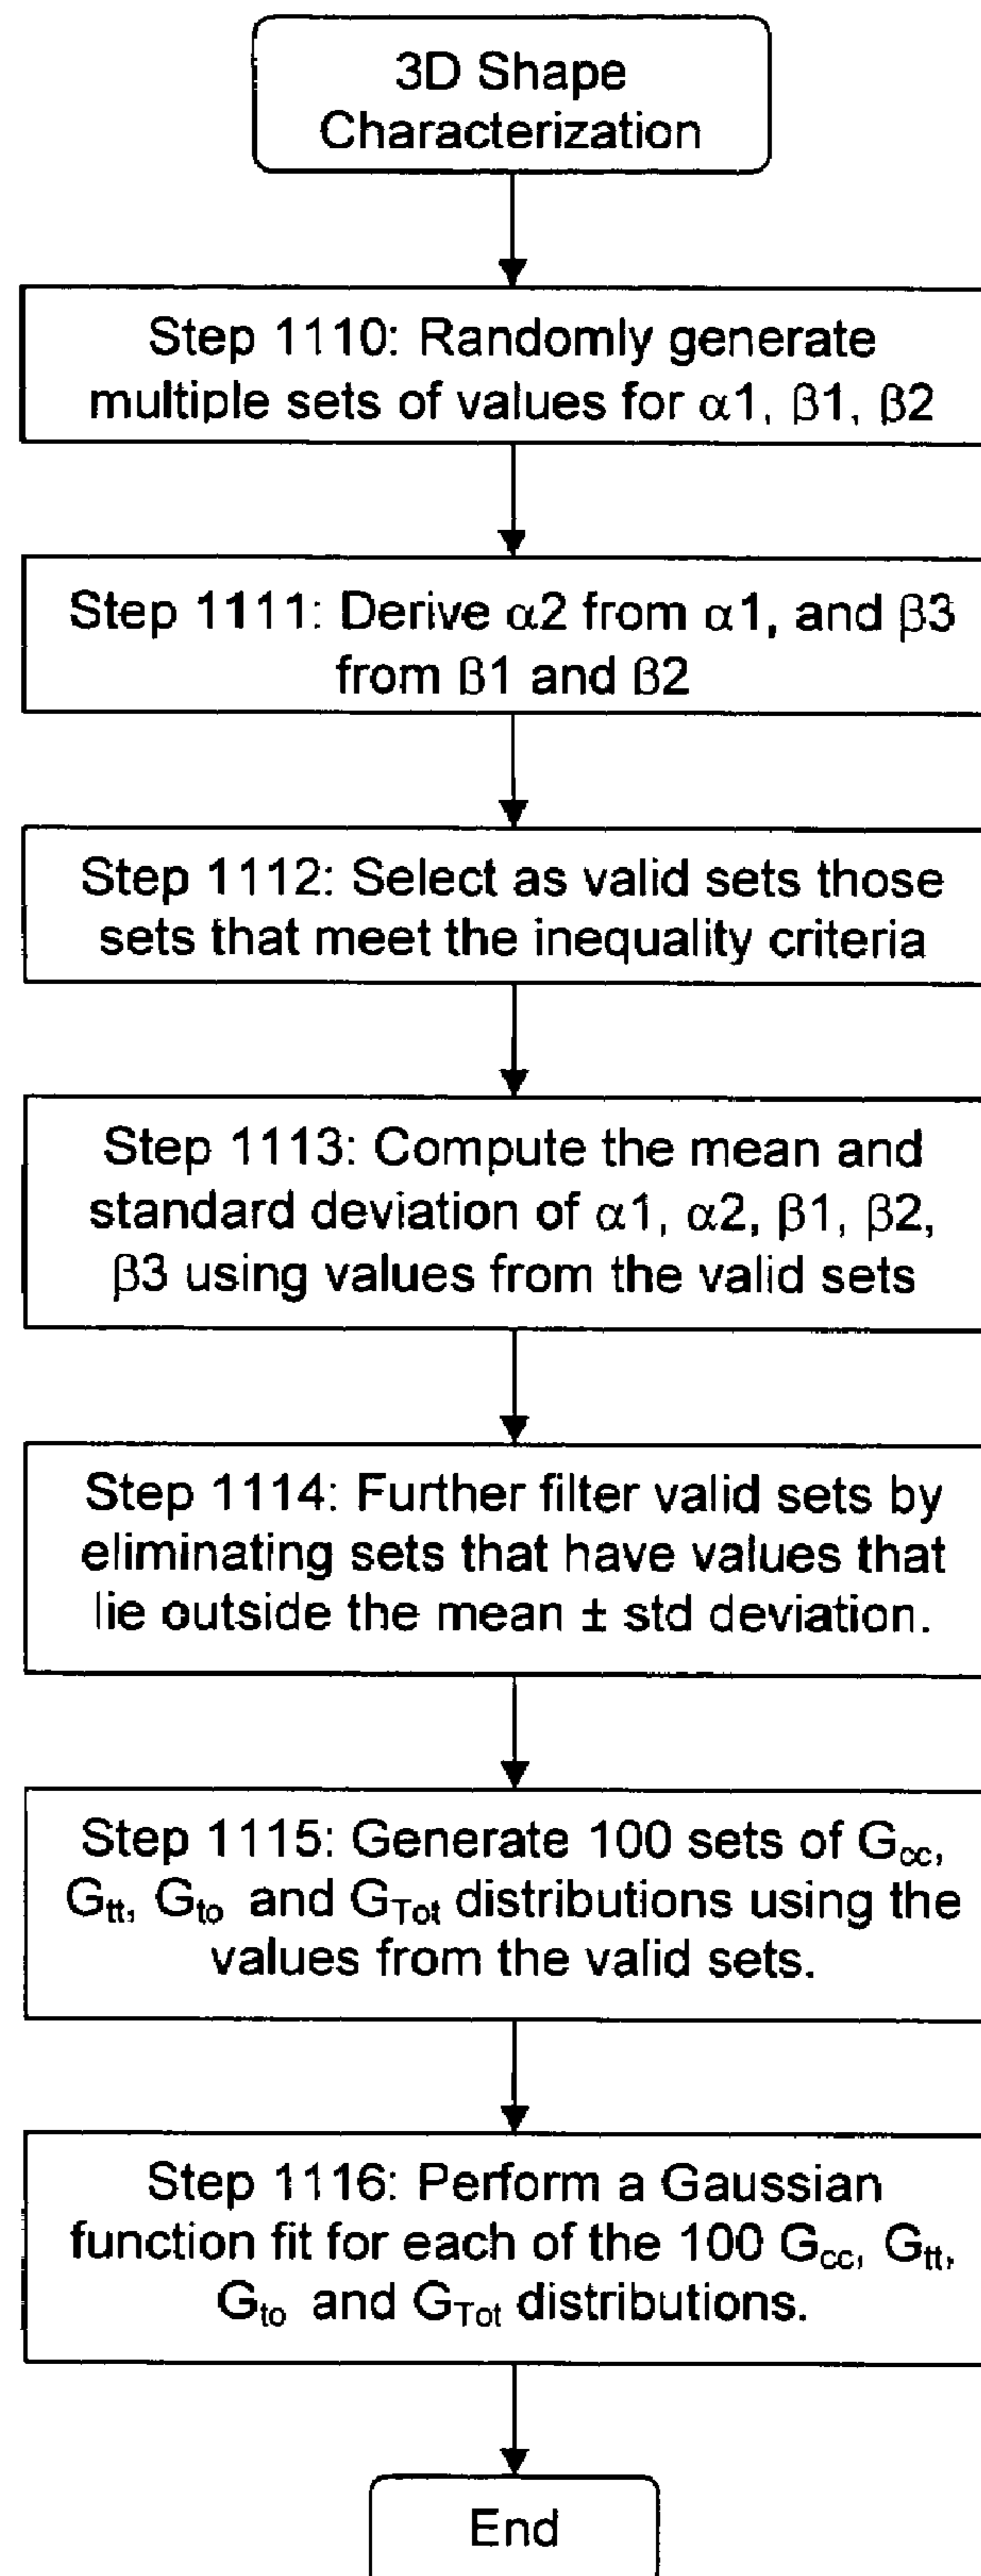 3D Shape
Characterization
Step 1110: Randomly generate
multiple sets of values for α1, β1, β2
Step 1111: Derive α2 from α1, and β3
from β1 and β2
Step 1112: Select as valid sets those
sets that meet the inequality criteria
Step 1113: Compute the mean and
standard deviation of α1, α2, β1, β2,
β3 using values from the valid sets
Step 1114: Further filter valid sets by
eliminating sets that have values that
lie outside the mean ± std deviation.
Step 1115: Generate 100 sets of Gcc,
Gtt, Gto and GTot distributions using the
values from the valid sets.
Step 1116: Perform a Gaussian
function fit for each of the 100 Gcc, Gtt,
Gto and GTot distributions.
End